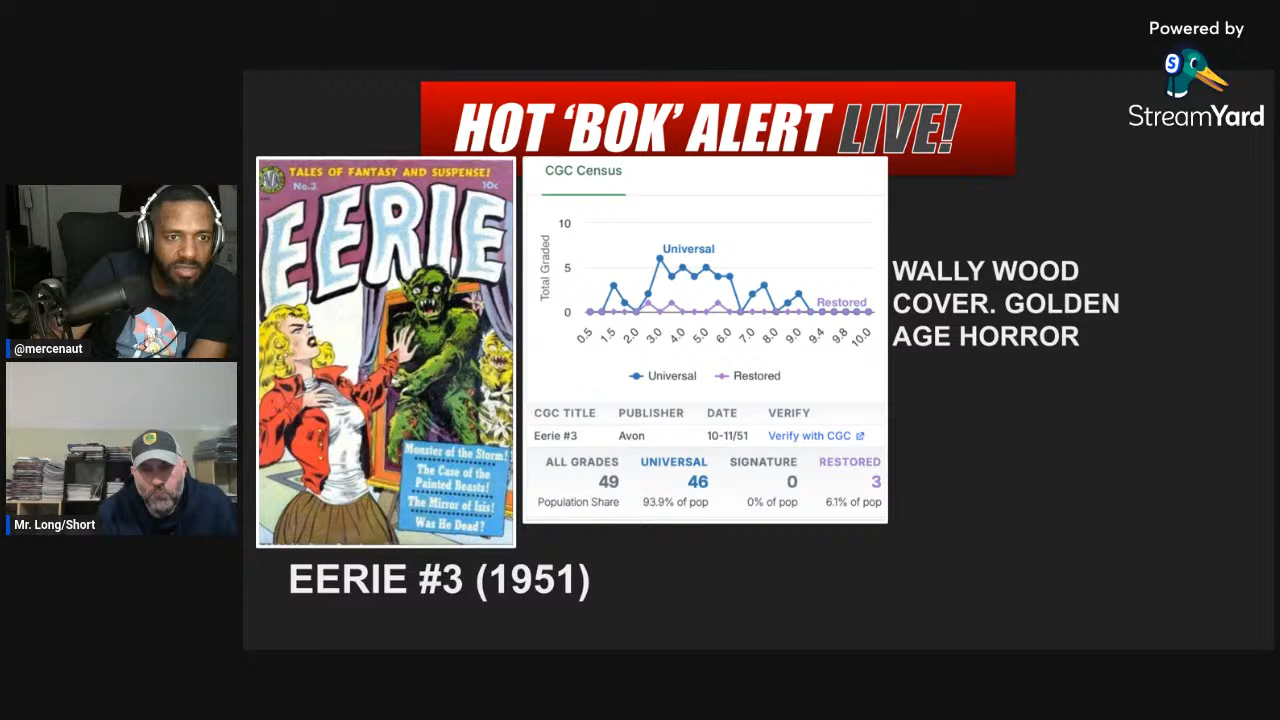 Powered by
StreamYard
HOT ‘BOK’ ALERT LIVE!
TALES OF FANTASY AND SUSPENSE!
No.3 10c
EERIE
Monster of the Storm!
The Case of the
Painted Beasts!
The Mirror of Isis!
Was He Dead?
CGC Census
Total Graded
10
5
0
Universal
Restored
0.5 1.5 2.0 3.0 4.0 5.0 6.0 7.0 8.0 9.0 9.4 9.8 10.0
Universal Restored
CGC TITLE PUBLISHER DATE VERIFY
Eerie #3 Avon 10-11/51 Verify with CGC
ALL GRADES UNIVERSAL SIGNATURE RESTORED
49 46 0 3
Population Share 93.9% of pop 0% of pop 6.1% of pop
WALLY WOOD
COVER. GOLDEN
AGE HORROR
EERIE #3 (1951)
@mercenaut
Mr. Long/Short